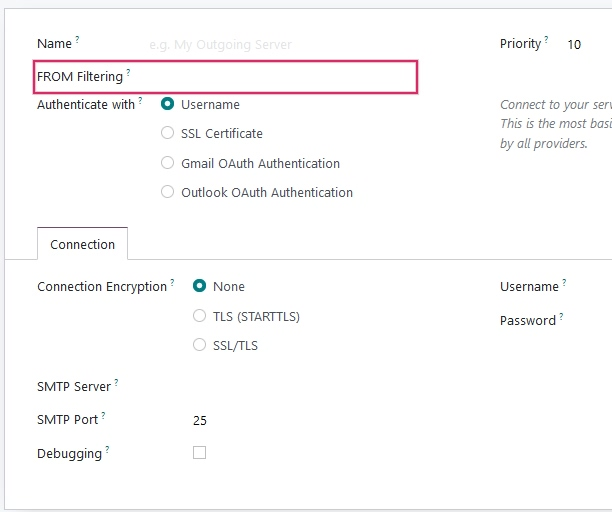 Name ?
e.g. My Outgoing Server
Priority ?
10
FROM Filtering ?
Authenticate with ?
Username
SSL Certificate
Gmail OAuth Authentication
Outlook OAuth Authentication
Connect to your
This is the most
by all providers.
Connection
Connection Encryption ?
None
TLS (STARTTLS)
SSL/TLS
Username ?
Password ?
SMTP Server ?
SMTP Port ?
25
Debugging ?